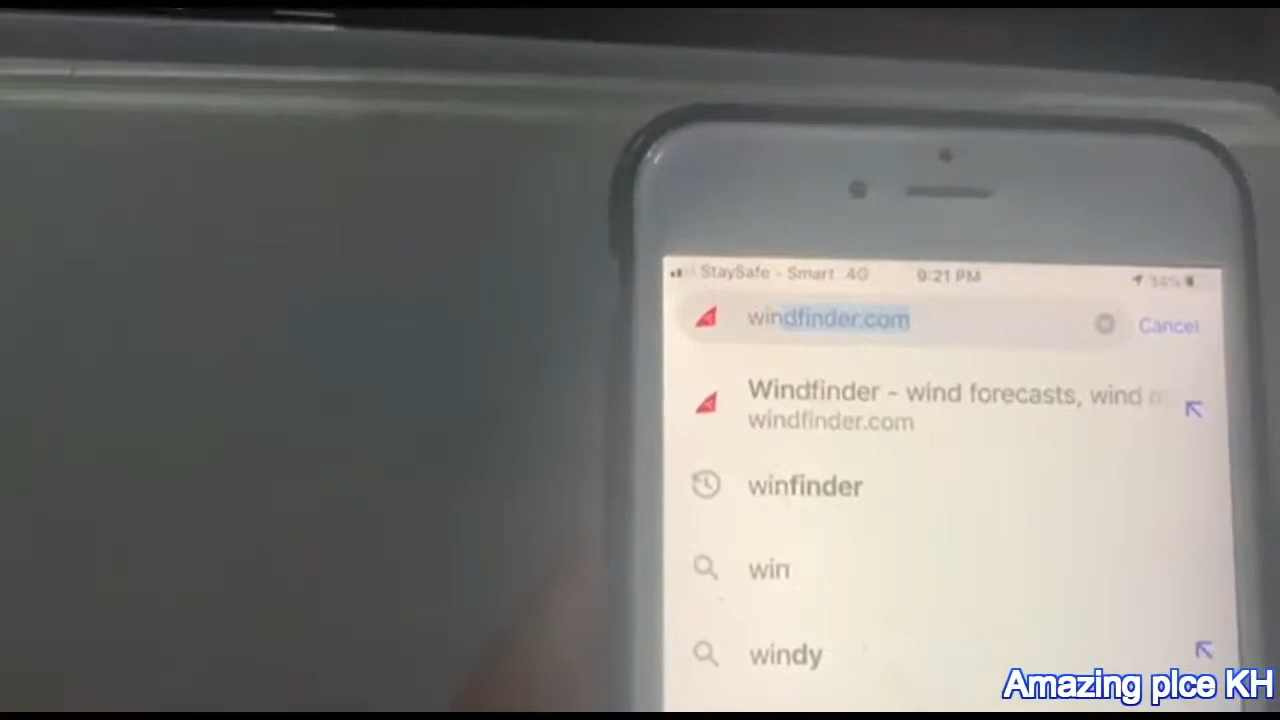 StaySafe - Smart 4G 9:21 PM 34%
windfinder.com Cancel
Windfinder - wind forecasts, wind
windfinder.com
winfinder
win
windy
Amazing plce KH